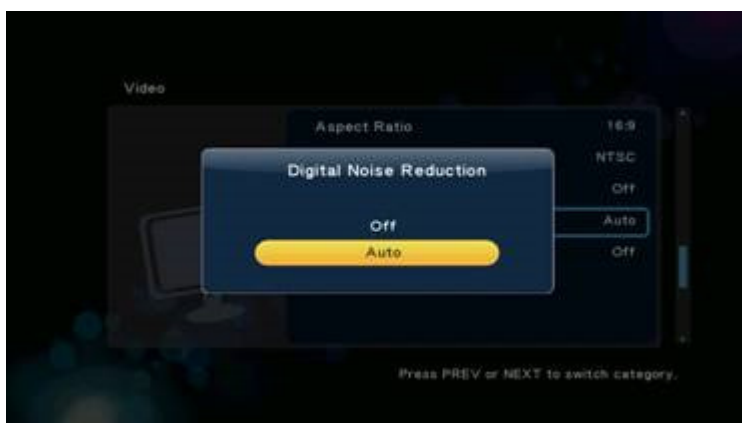 Video
Aspect Ratio 16:9
NTSC
Digital Noise Reduction
Off
Auto
Off
Auto
Off
Press PREV or NEXT to switch category.